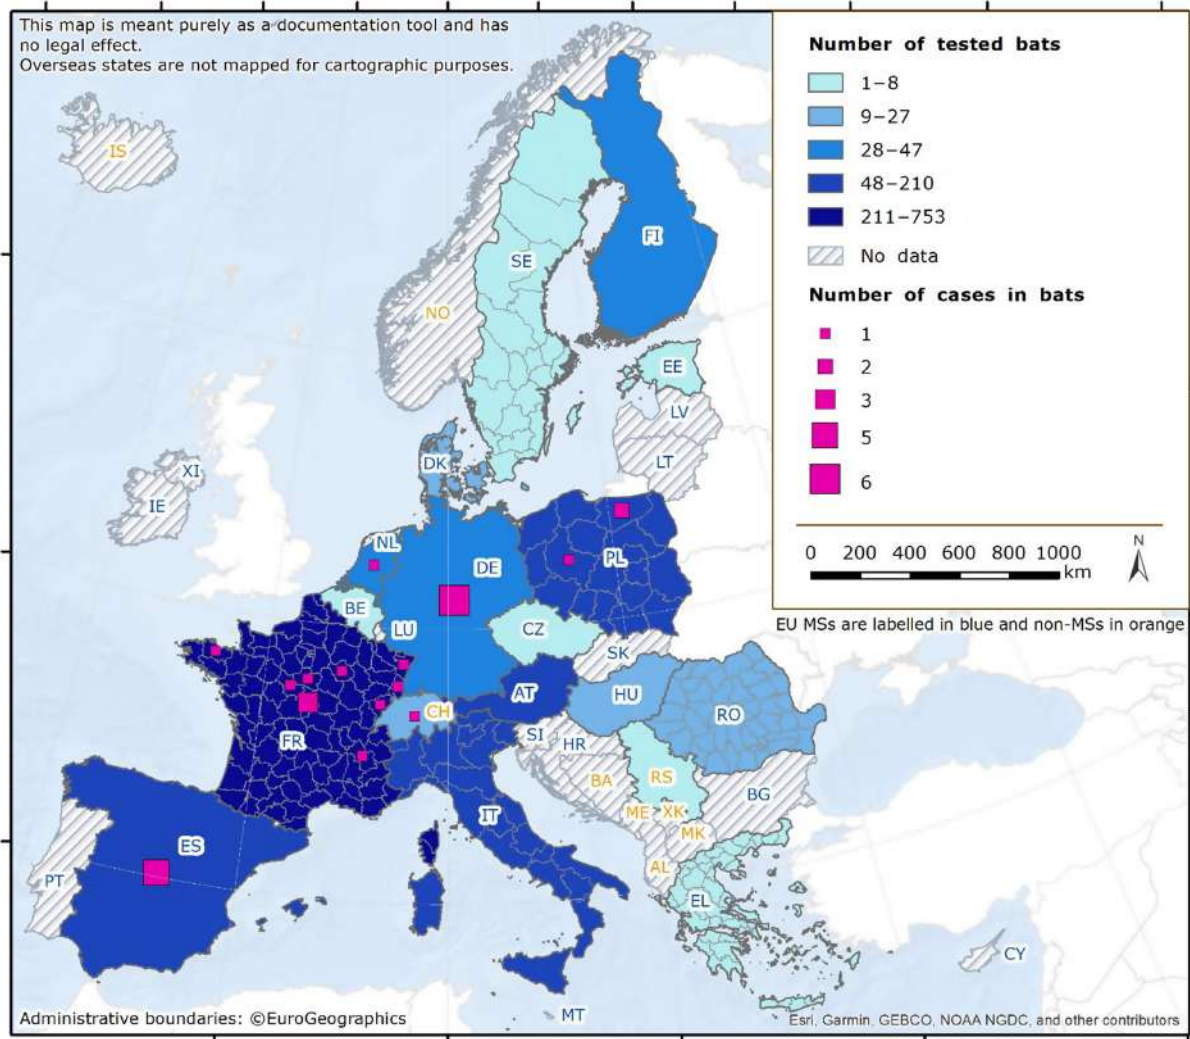 This map is meant purely as a documentation tool and has
no legal effect.
Overseas states are not mapped for cartographic purposes.
Number of tested bats
1–8
9–27
28–47
48–210
211–753
No data
Number of cases in bats
1
2
3
5
6
0 200 400 600 800 1000
km
N
EU MSs are labelled in blue and non-MSs in orange
IS
FI
SE
NO
EE
LV
DK
LT
XI
IE
NL
PL
DE
BE
LU
CZ
SK
AT
HU
CH
RO
SI
HR
FR
RS
BA
BG
ME
XK
IT
MK
ES
AL
PT
EL
CY
MT
Administrative boundaries: ©EuroGeographics
Esri, Garmin, GEBCO, NOAA NGDC, and other contributors